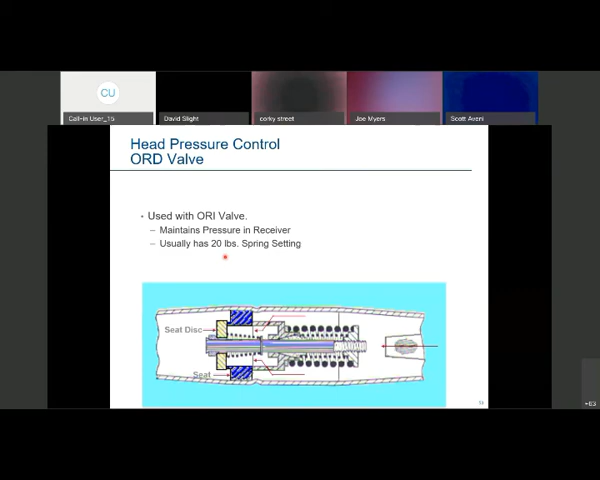 CU
Call-in User_15
David Slight
corky street
Joe Myers
Scott Averil
Head Pressure Control
ORD Valve
• Used with ORI Valve.
– Maintains Pressure in Receiver
– Usually has 20 lbs. Spring Setting
Seat Disc
Seat